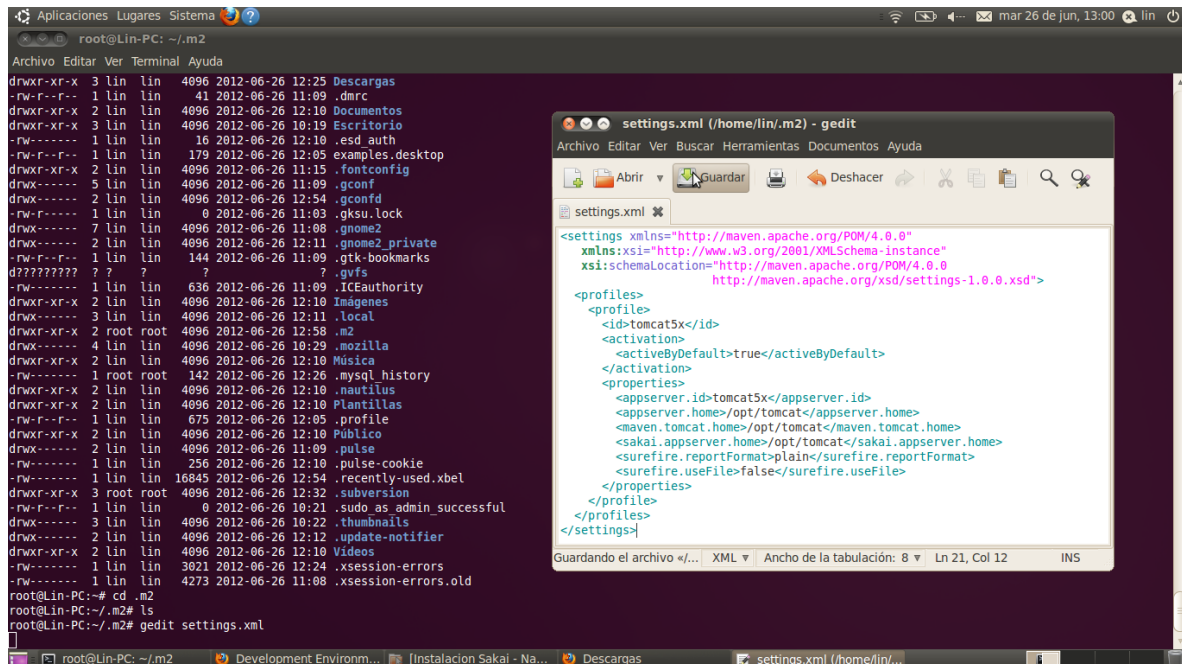 Aplicaciones Lugares Sistema mar 26 de jun, 13:00 lin
root@Lin-PC: ~/.m2
Archivo Editar Ver Terminal Ayuda
drwxr-xr-x 3 lin lin 4096 2012-06-26 12:25 Descargas
-rw-r--r-- 1 lin lin 41 2012-06-26 11:09 .dmrc
drwxr-xr-x 2 lin lin 4096 2012-06-26 12:10 Documentos
drwxr-xr-x 3 lin lin 4096 2012-06-26 10:19 Escritorio
-rw------- 1 lin lin 16 2012-06-26 12:10 .esd_auth
-rw-r--r-- 1 lin lin 179 2012-06-26 12:05 examples.desktop
drwxr-xr-x 2 lin lin 4096 2012-06-26 11:15 .fontconfig
drwx------ 5 lin lin 4096 2012-06-26 11:09 .gconf
drwx------ 2 lin lin 4096 2012-06-26 12:54 .gconfd
-rw-r----- 1 lin lin 0 2012-06-26 11:03 .gksu.lock
drwx------ 7 lin lin 4096 2012-06-26 11:08 .gnome2
drwx------ 2 lin lin 4096 2012-06-26 12:11 .gnome2_private
-rw-r--r-- 1 lin lin 144 2012-06-26 11:09 .gtk-bookmarks
d????????? ? ? ? ? ? .gvfs
-rw------- 1 lin lin 636 2012-06-26 11:09 .ICEauthority
drwxr-xr-x 2 lin lin 4096 2012-06-26 12:10 Imágenes
drwx------ 3 lin lin 4096 2012-06-26 12:11 .local
drwxr-xr-x 2 root root 4096 2012-06-26 12:58 .m2
drwx------ 4 lin lin 4096 2012-06-26 10:29 .mozilla
drwxr-xr-x 2 lin lin 4096 2012-06-26 12:10 Música
-rw------- 1 root root 142 2012-06-26 12:26 .mysql_history
drwxr-xr-x 2 lin lin 4096 2012-06-26 12:10 .nautilus
drwxr-xr-x 2 lin lin 4096 2012-06-26 12:10 Plantillas
-rw-r--r-- 1 lin lin 675 2012-06-26 12:05 .profile
drwxr-xr-x 2 lin lin 4096 2012-06-26 12:10 Público
drwx------ 2 lin lin 4096 2012-06-26 11:09 .pulse
-rw------- 1 lin lin 256 2012-06-26 12:10 .pulse-cookie
-rw------- 1 lin lin 16845 2012-06-26 12:54 .recently-used.xbel
drwxr-xr-x 3 root root 4096 2012-06-26 12:32 .subversion
-rw-r--r-- 1 lin lin 0 2012-06-26 10:21 .sudo_as_admin_successful
drwx------ 3 lin lin 4096 2012-06-26 10:22 .thumbnails
drwx------ 2 lin lin 4096 2012-06-26 12:12 .update-notifier
drwxr-xr-x 2 lin lin 4096 2012-06-26 12:10 Vídeos
-rw------- 1 lin lin 3021 2012-06-26 12:24 .xsession-errors
-rw------- 1 lin lin 4273 2012-06-26 11:08 .xsession-errors.old
root@Lin-PC:~# cd .m2
root@Lin-PC:~/.m2# ls
root@Lin-PC:~/.m2# gedit settings.xml
settings.xml (/home/lin/.m2) - gedit
Archivo Editar Ver Buscar Herramientas Documentos Ayuda
Abrir Guardar Deshacer
settings.xml
<settings xmlns="http://maven.apache.org/POM/4.0.0"
xmlns:xsi="http://www.w3.org/2001/XMLSchema-instance"
xsi:schemaLocation="http://maven.apache.org/POM/4.0.0
http://maven.apache.org/xsd/settings-1.0.0.xsd">
<profiles>
<profile>
<id>tomcat5x</id>
<activation>
<activeByDefault>true</activeByDefault>
</activation>
<properties>
<appserver.id>tomcat5x</appserver.id>
<appserver.home>/opt/tomcat</appserver.home>
<maven.tomcat.home>/opt/tomcat</maven.tomcat.home>
<sakai.appserver.home>/opt/tomcat</sakai.appserver.home>
<surefire.reportFormat>plain</surefire.reportFormat>
<surefire.useFile>false</surefire.useFile>
</properties>
</profile>
</profiles>
</settings>
Guardando el archivo «/... XML Ancho de la tabulación: 8 Ln 21, Col 12 INS
root@Lin-PC: ~/.m2 Development Environm... [Instalacion Sakai - Na... Descargas settings.xml (/home/lin/...